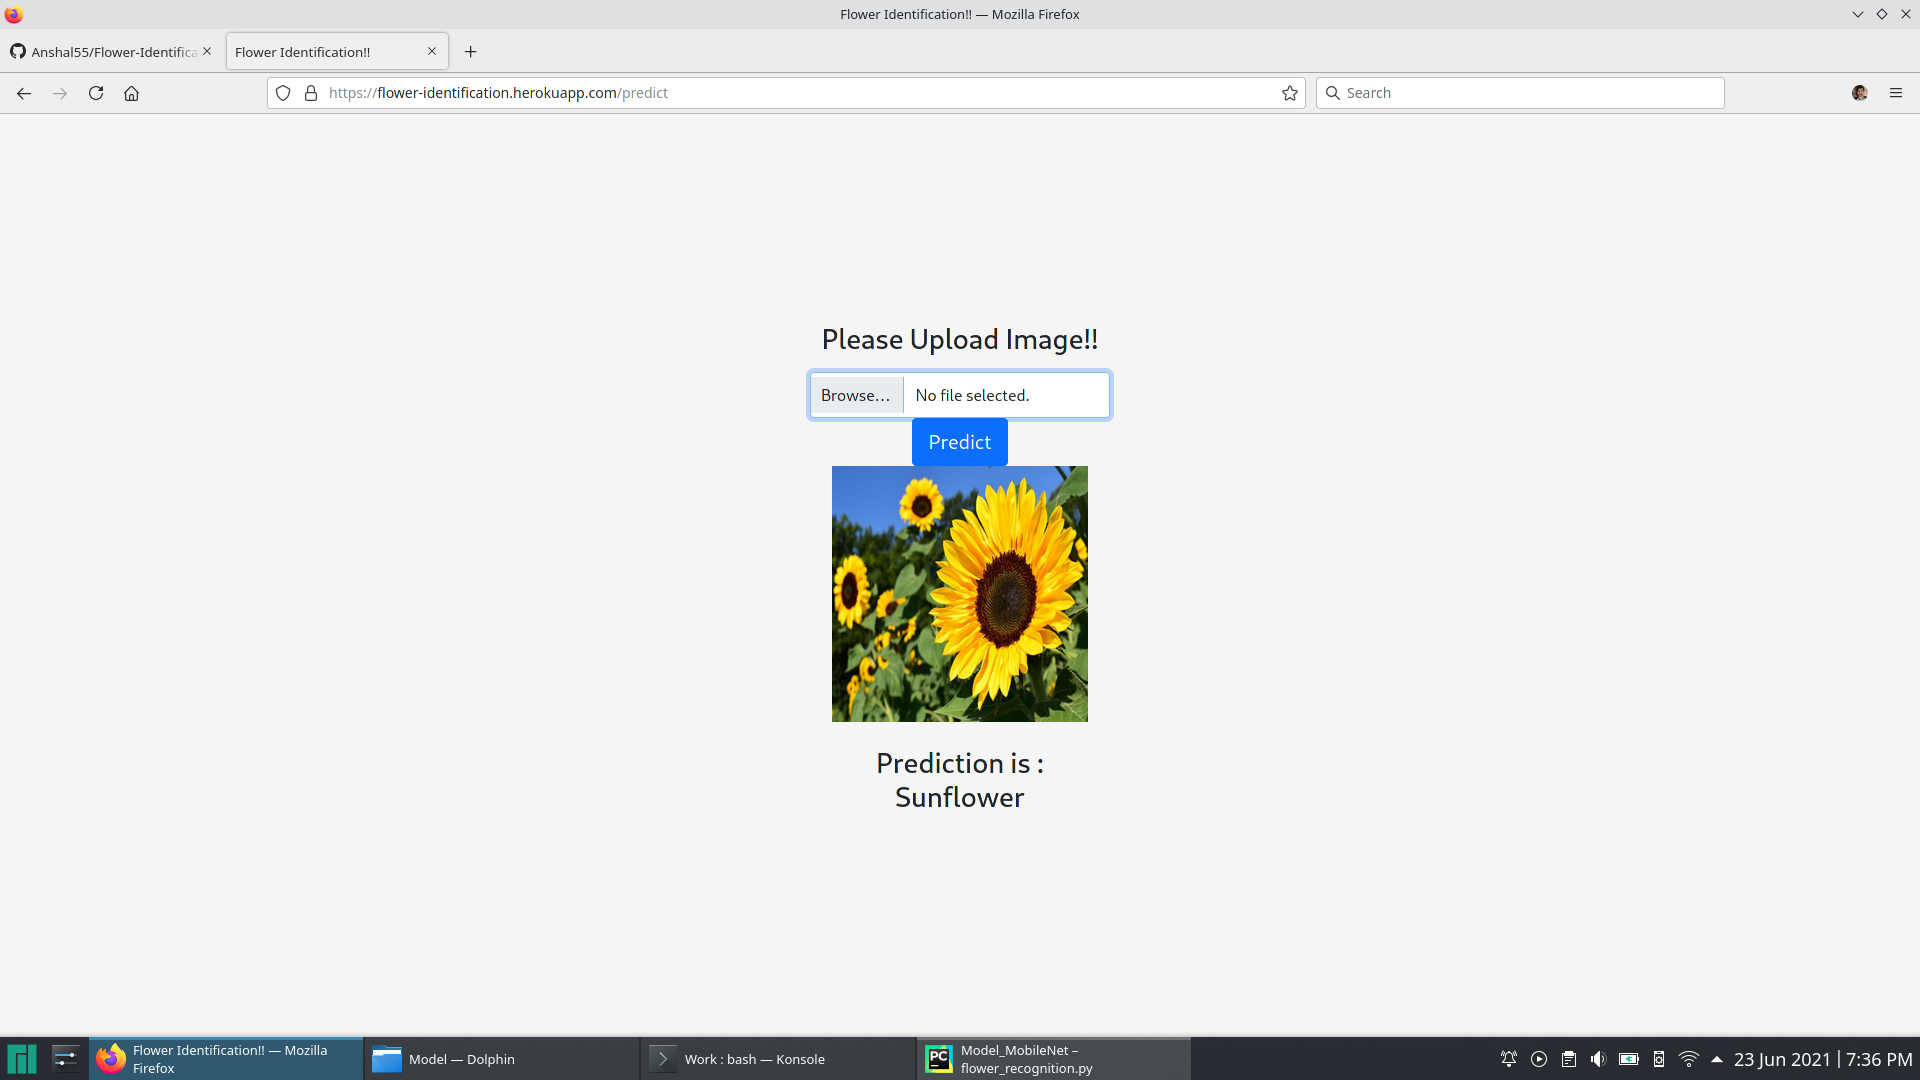 Flower Identification!! — Mozilla Firefox
Anshal55/Flower-Identifica
Flower Identification!!
https://flower-identification.herokuapp.com/predict
Search
Please Upload Image!!
Browse...
No file selected.
Predict
Prediction is :
Sunflower
Flower Identification!! — Mozilla
Firefox
Model — Dolphin
Work : bash — Konsole
PC
Model_MobileNet –
flower_recognition.py
23 Jun 2021
7:36 PM